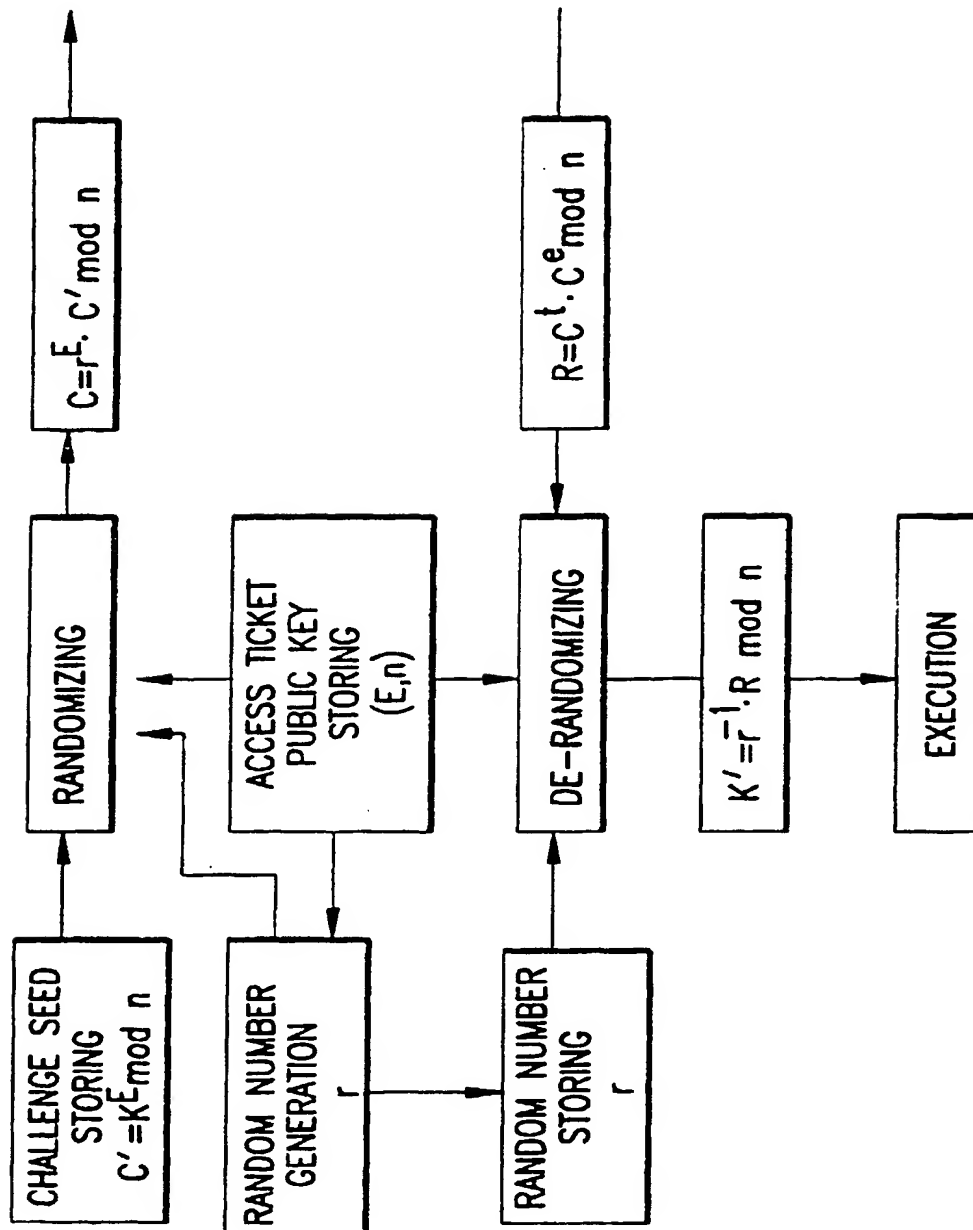 CHALLENGE SEED
STORING
C'=K^E mod n
RANDOMIZING
C=r^E· C' mod n
RANDOM NUMBER
GENERATION
r
ACCESS TICKET
PUBLIC KEY
STORING
(E,n)
RANDOM NUMBER
STORING
r
DE-RANDOMIZING
R=C^t· C^e mod n
K'=r^-1· R mod n
EXECUTION